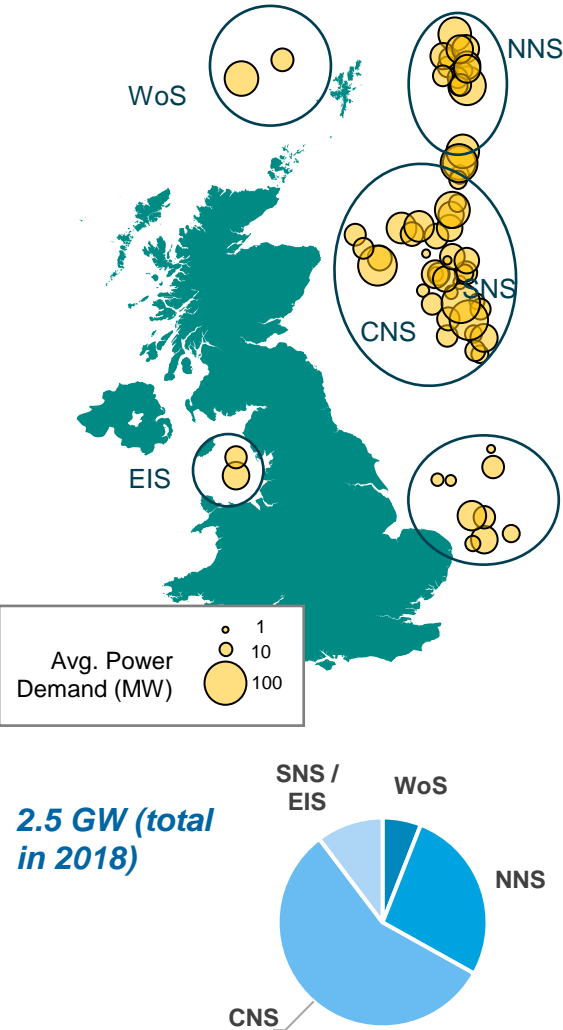 NNS
WoS
SNS
CNS
EIS
1
Avg. Power
10
Demand (MW)
100
SNS /
EIS
WoS
2.5 GW (total
in 2018)
NNS
CNS